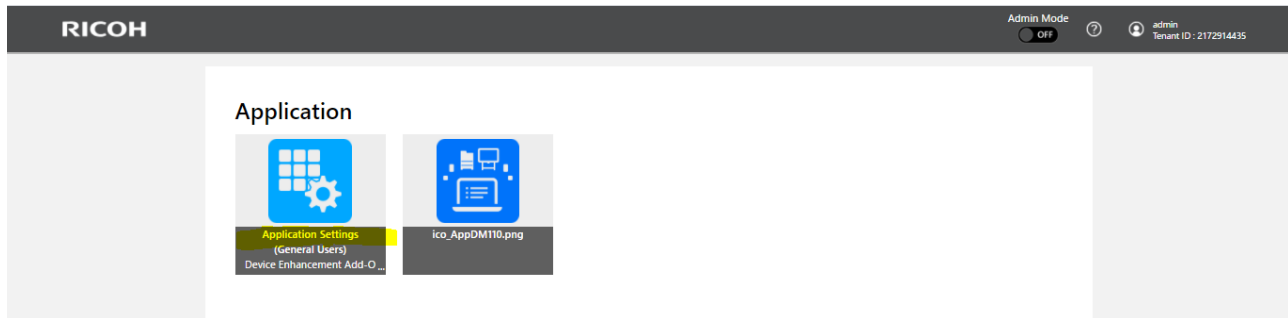 RICOH
Admin Mode
OFF
?
admin
Tenant ID : 2172914435
Application
Application Settings
(General Users)
Device Enhancement Add-O ...
ico_AppDM110.png